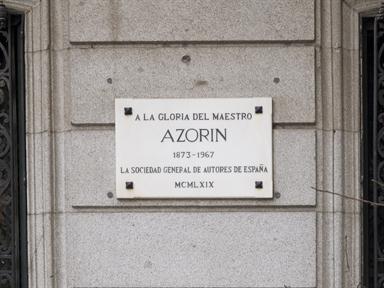 A LA GLORIA DEL MAESTRO
AZORIN
1873-1967
LA SOCIEDAD GENERAL DE AUTORES DE ESPAÑA
MCMLXIX